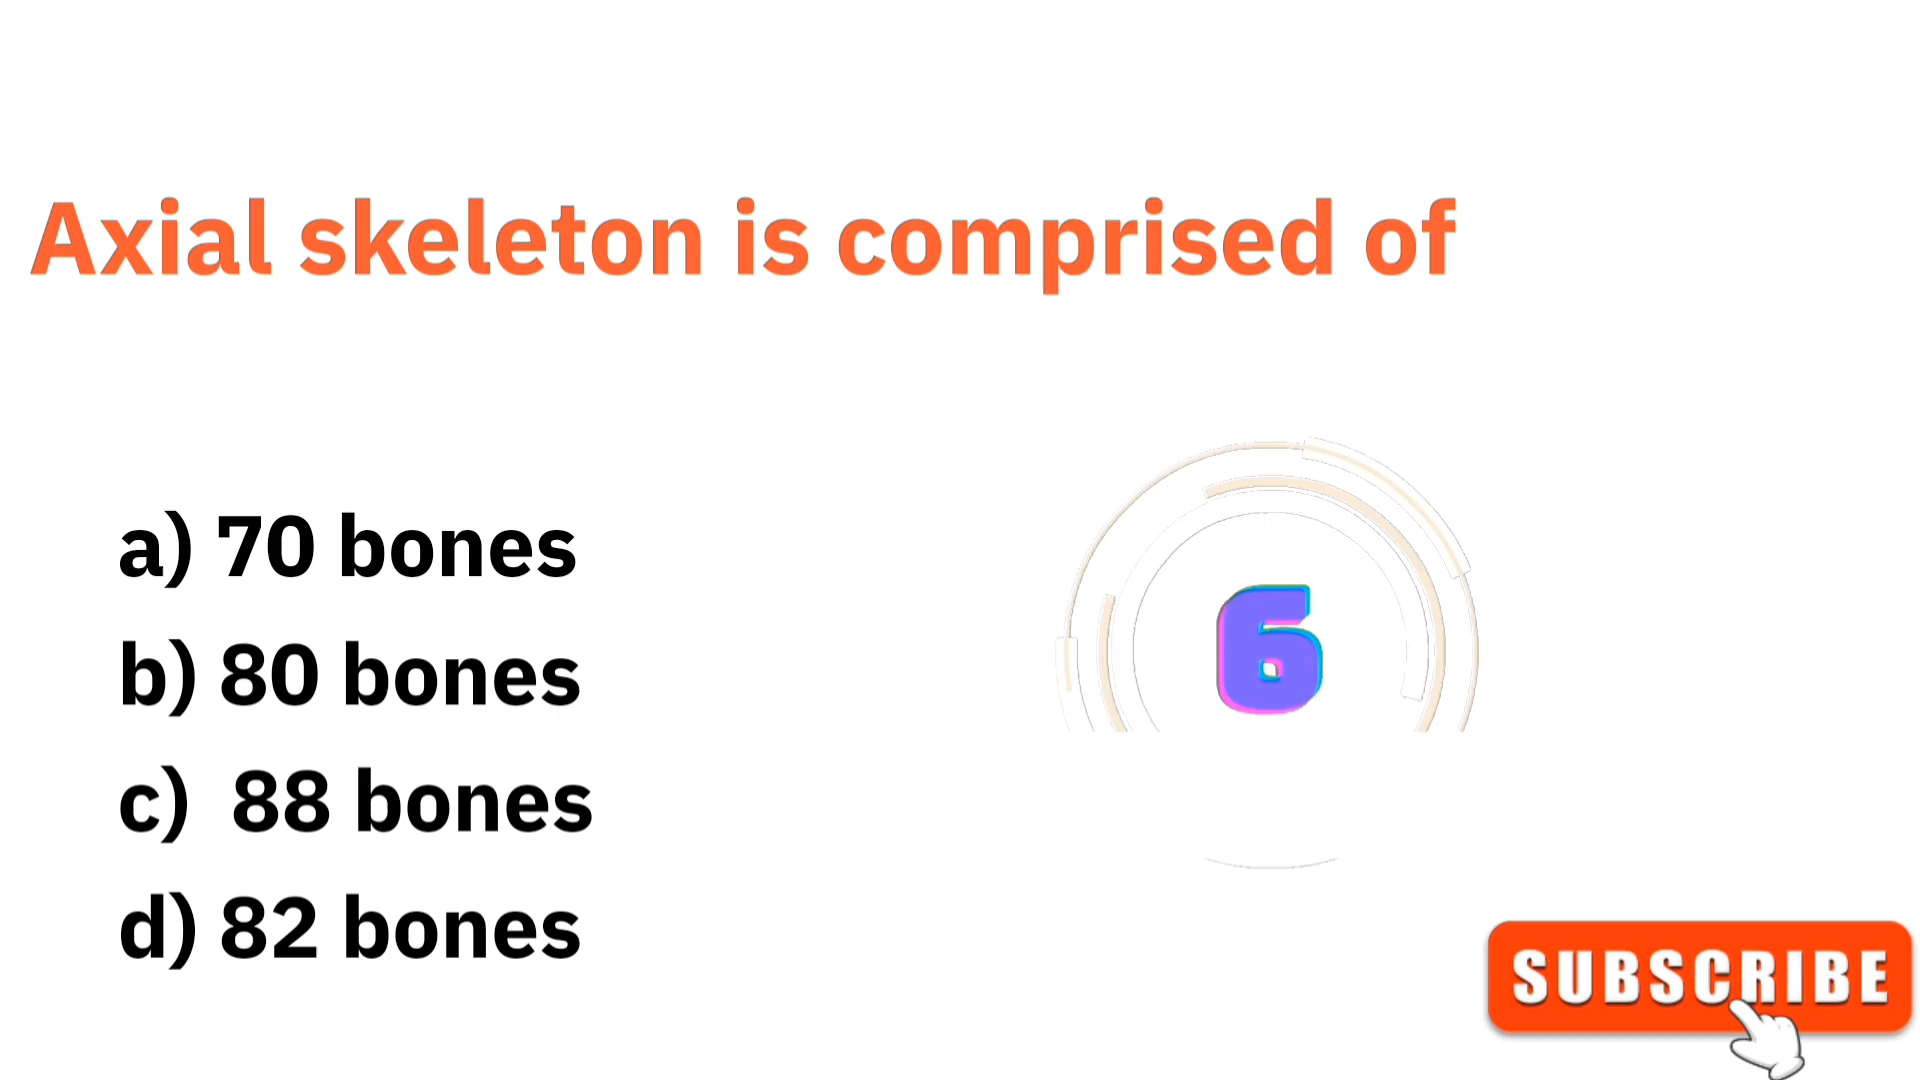 Axial skeleton is comprised of
a) 70 bones
b) 80 bones
c) 88 bones
d) 82 bones
6
SUBSCRIBE